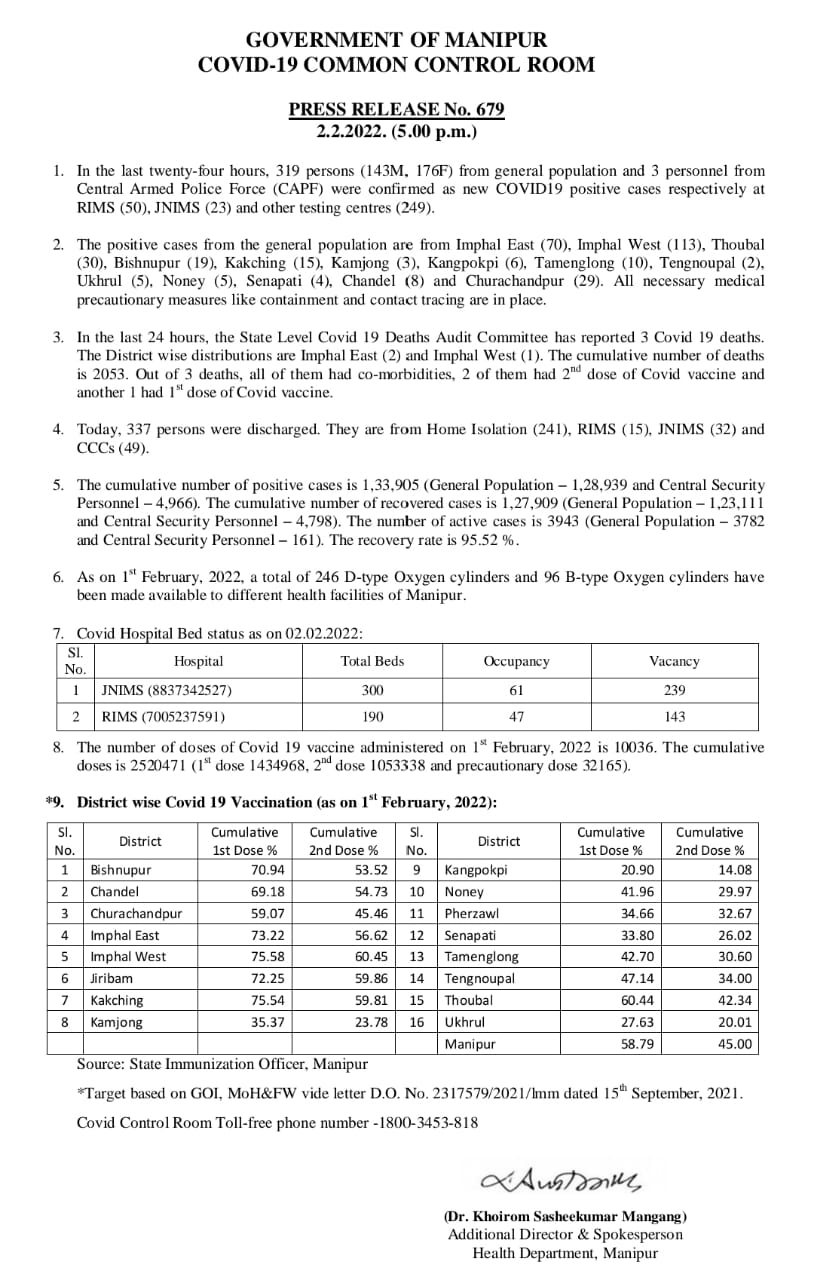 GOVERNMENT OF MANIPUR
COVID-19 COMMON CONTROL ROOM
PRESS RELEASE No. 679
2.2.2022. (5.00 p.m.)
1. In the last twenty-four hours, 319 persons (143M, 176F) from general population and 3 personnel from
Central Armed Police Force (CAPF) were confirmed as new COVID19 positive cases respectively at
RIMS (50), JNIMS (23) and other testing centres (249).
2. The positive cases from the general population are from Imphal East (70), Imphal West (113), Thoubal
(30), Bishnupur (19), Kakching (15), Kamjong (3), Kangpokpi (6), Tamenglong (10), Tengnoupal (2),
Ukhrul (5), Noney (5), Senapati (4), Chandel (8) and Churachandpur (29). All necessary medical
precautionary measures like containment and contact tracing are in place.
3. In the last 24 hours, the State Level Covid 19 Deaths Audit Committee has reported 3 Covid 19 deaths.
The District wise distributions are Imphal East (2) and Imphal West (1). The cumulative number of deaths
is 2053. Out of 3 deaths, all of them had co-morbidities, 2 of them had 2nd dose of Covid vaccine and
another 1 had 1st dose of Covid vaccine.
4. Today, 337 persons were discharged. They are from Home Isolation (241), RIMS (15), JNIMS (32) and
CCCs (49).
5. The cumulative number of positive cases is 1,33,905 (General Population – 1,28,939 and Central Security
Personnel – 4,966). The cumulative number of recovered cases is 1,27,909 (General Population – 1,23,111
and Central Security Personnel – 4,798). The number of active cases is 3943 (General Population – 3782
and Central Security Personnel – 161). The recovery rate is 95.52 %.
6. As on 1st February, 2022, a total of 246 D-type Oxygen cylinders and 96 B-type Oxygen cylinders have
been made available to different health facilities of Manipur.
7. Covid Hospital Bed status as on 02.02.2022:
Sl. No. Hospital Total Beds Occupancy Vacancy
1 JNIMS (8837342527) 300 61 239
2 RIMS (7005237591) 190 47 143
8. The number of doses of Covid 19 vaccine administered on 1st February, 2022 is 10036. The cumulative
doses is 2520471 (1st dose 1434968, 2nd dose 1053338 and precautionary dose 32165).
*9. District wise Covid 19 Vaccination (as on 1st February, 2022):
Sl. No. District Cumulative 1st Dose % Cumulative 2nd Dose % Sl. No. District Cumulative 1st Dose % Cumulative 2nd Dose %
1 Bishnupur 70.94 53.52 9 Kangpokpi 20.90 14.08
2 Chandel 69.18 54.73 10 Noney 41.96 29.97
3 Churachandpur 59.07 45.46 11 Pherzawl 34.66 32.67
4 Imphal East 73.22 56.62 12 Senapati 33.80 26.02
5 Imphal West 75.58 60.45 13 Tamenglong 42.70 30.60
6 Jiribam 72.25 59.86 14 Tengnoupal 47.14 34.00
7 Kakching 75.54 59.81 15 Thoubal 60.44 42.34
8 Kamjong 35.37 23.78 16 Ukhrul 27.63 20.01
Manipur 58.79 45.00
Source: State Immunization Officer, Manipur
*Target based on GOI, MoH&FW vide letter D.O. No. 2317579/2021/Imm dated 15th September, 2021.
Covid Control Room Toll-free phone number -1800-3453-818
(Dr. Khoirom Sasheekumar Mangang)
Additional Director & Spokesperson
Health Department, Manipur